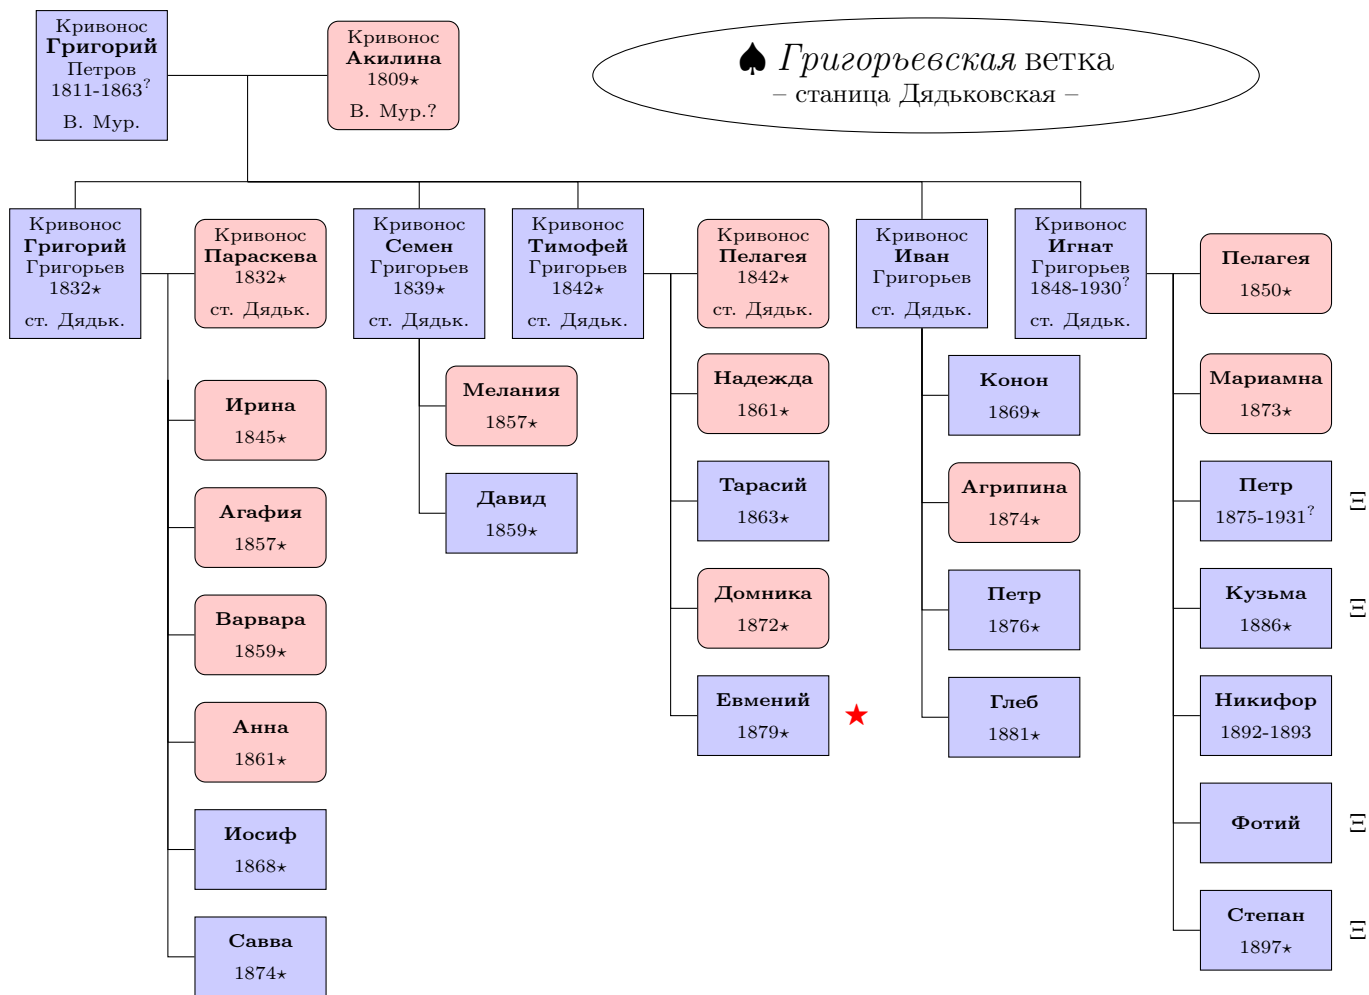 Кривонос
Григорий
Петров
1811-1863?
В. Мур.
Кривонос
Акилина
1809⋆
В. Мур.?
♠ Григорьевская ветка
– станица Дядьковская –
Кривонос
Григорий
Григорьев
1832⋆
ст. Дядьк.
Кривонос
Параскева
1832⋆
ст. Дядьк.
Кривонос
Семен
Григорьев
1839⋆
ст. Дядьк.
Кривонос
Тимофей
Григорьев
1842⋆
ст. Дядьк.
Кривонос
Пелагея
1842⋆
ст. Дядьк.
Кривонос
Иван
Григорьев
ст. Дядьк.
Кривонос
Игнат
Григорьев
1848-1930?
ст. Дядьк.
Пелагея
1850⋆
Ирина
1845⋆
Агафия
1857⋆
Варвара
1859⋆
Анна
1861⋆
Иосиф
1868⋆
Савва
1874⋆
Мелания
1857⋆
Давид
1859⋆
Надежда
1861⋆
Тарасий
1863⋆
Домника
1872⋆
Евмений
1879⋆
★
Конон
1869⋆
Агрипина
1874⋆
Петр
1876⋆
Глеб
1881⋆
Мариамна
1873⋆
Петр
1875-1931?
Ξ
Кузьма
1886⋆
Ξ
Никифор
1892-1893
Фотий
Ξ
Степан
1897⋆
Ξ